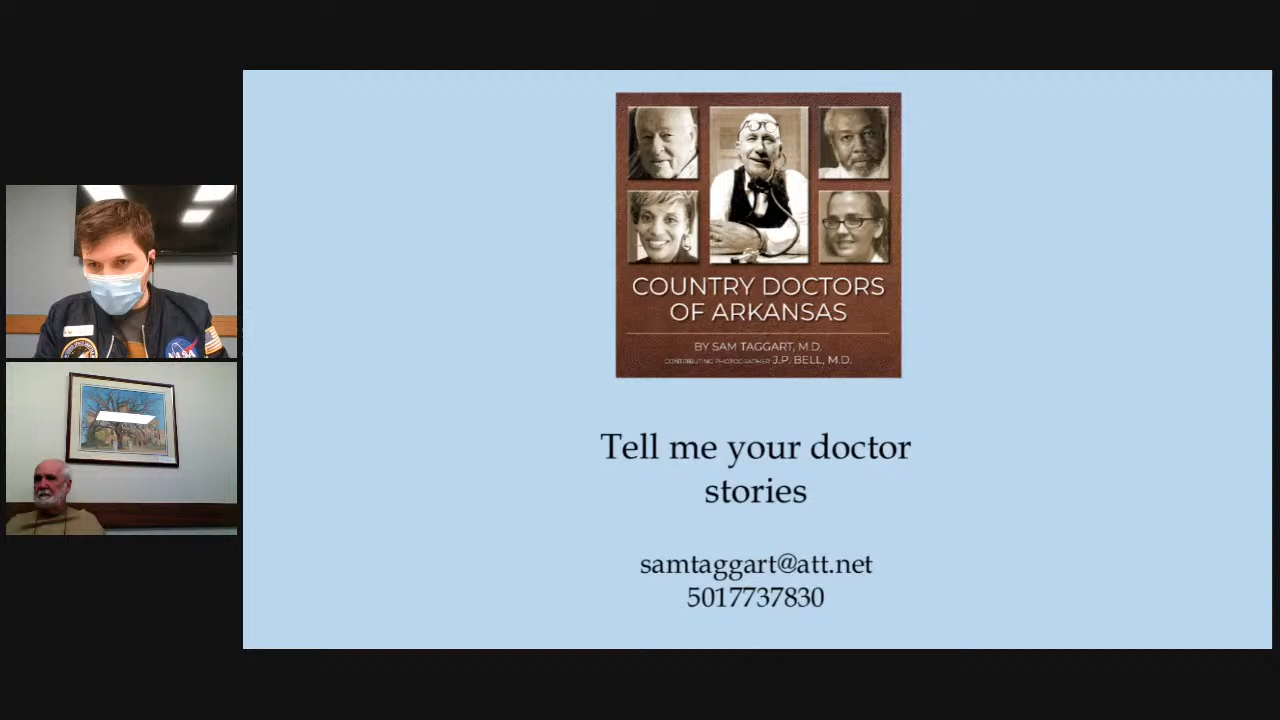 COUNTRY DOCTORS
OF ARKANSAS
BY SAM TAGGART, M.D.
CONTRIBUTING PHOTOGRAPHER J.P. BELL, M.D.
Tell me your doctor
stories
samtaggart@att.net
5017737830
NASA